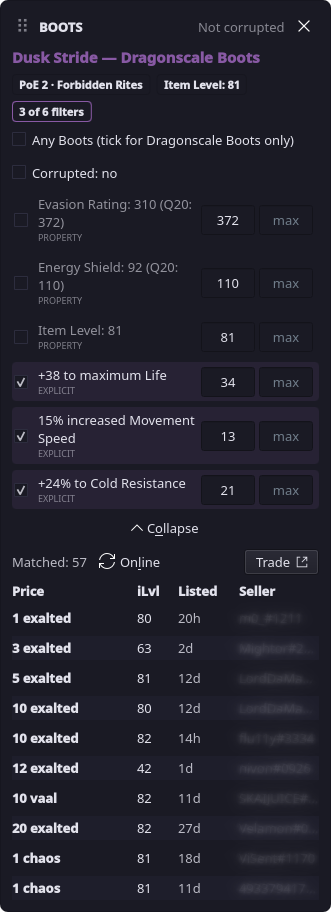 BOOTS Not corrupted
Dusk Stride — Dragonscale Boots
PoE 2 · Forbidden Rites Item Level: 81
3 of 6 filters
Any Boots (tick for Dragonscale Boots only)
Corrupted: no
Evasion Rating: 310 (Q20:
372) 372 max
PROPERTY
Energy Shield: 92 (Q20:
110) 110 max
PROPERTY
Item Level: 81 81 max
PROPERTY
+38 to maximum Life 34 max
EXPLICIT
15% increased Movement
Speed 13 max
EXPLICIT
+24% to Cold Resistance 21 max
EXPLICIT
Collapse
Matched: 57 Online Trade
Price iLvl Listed Seller
1 exalted 80 20h
3 exalted 63 2d
5 exalted 81 12d
10 exalted 80 12d
10 exalted 82 14h
12 exalted 42 1d
10 vaal 82 11d
20 exalted 82 27d
1 chaos 81 18d
1 chaos 81 11d